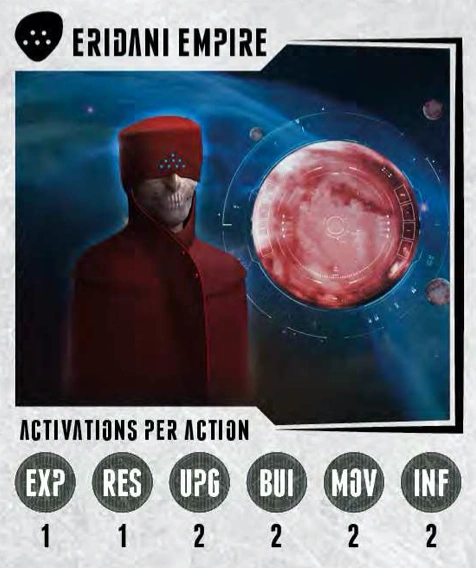 ERIDANI EMPIRE
ACTIVATIONS PER ACTION
EXP RES UPG BUI MOV INF
1 1 2 2 2 2